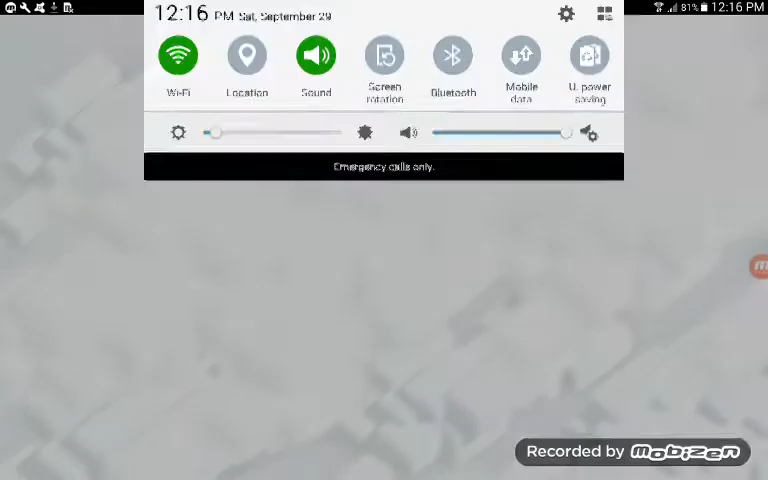 12:16 PM Sat, September 29
81% 12:16 PM
Wi-Fi
Location
Sound
Screen rotation
Bluetooth
Mobile data
U. power saving
Emergency calls only.
Recorded by mobizen